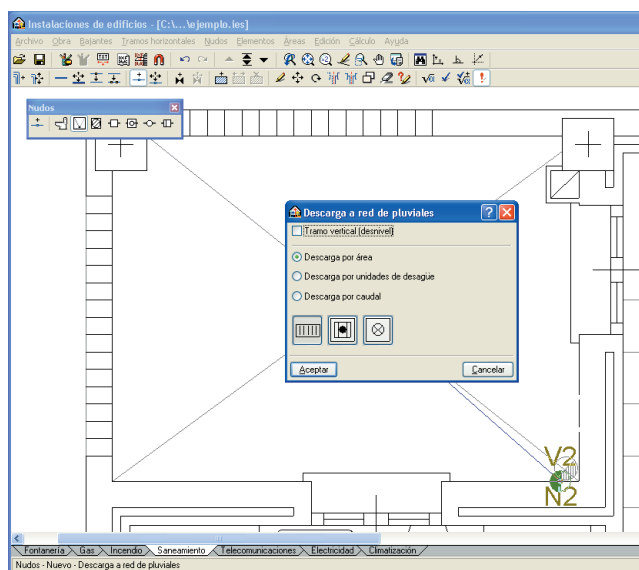 Instalaciones de edificios - [C:\...\ejemplo.ies]
Archivo Obra Bajantes Tramos horizontales Nudos Elementos Áreas Edición Cálculo Ayuda
Nudos
Descarga a red de pluviales
Tramo vertical (desnivel)
Descarga por área
Descarga por unidades de desagüe
Descarga por caudal
Aceptar Cancelar
V2
N2
Fontanería Gas Incendio Saneamiento Telecomunicaciones Electricidad Climatización
Nudos - Nuevo - Descarga a red de pluviales